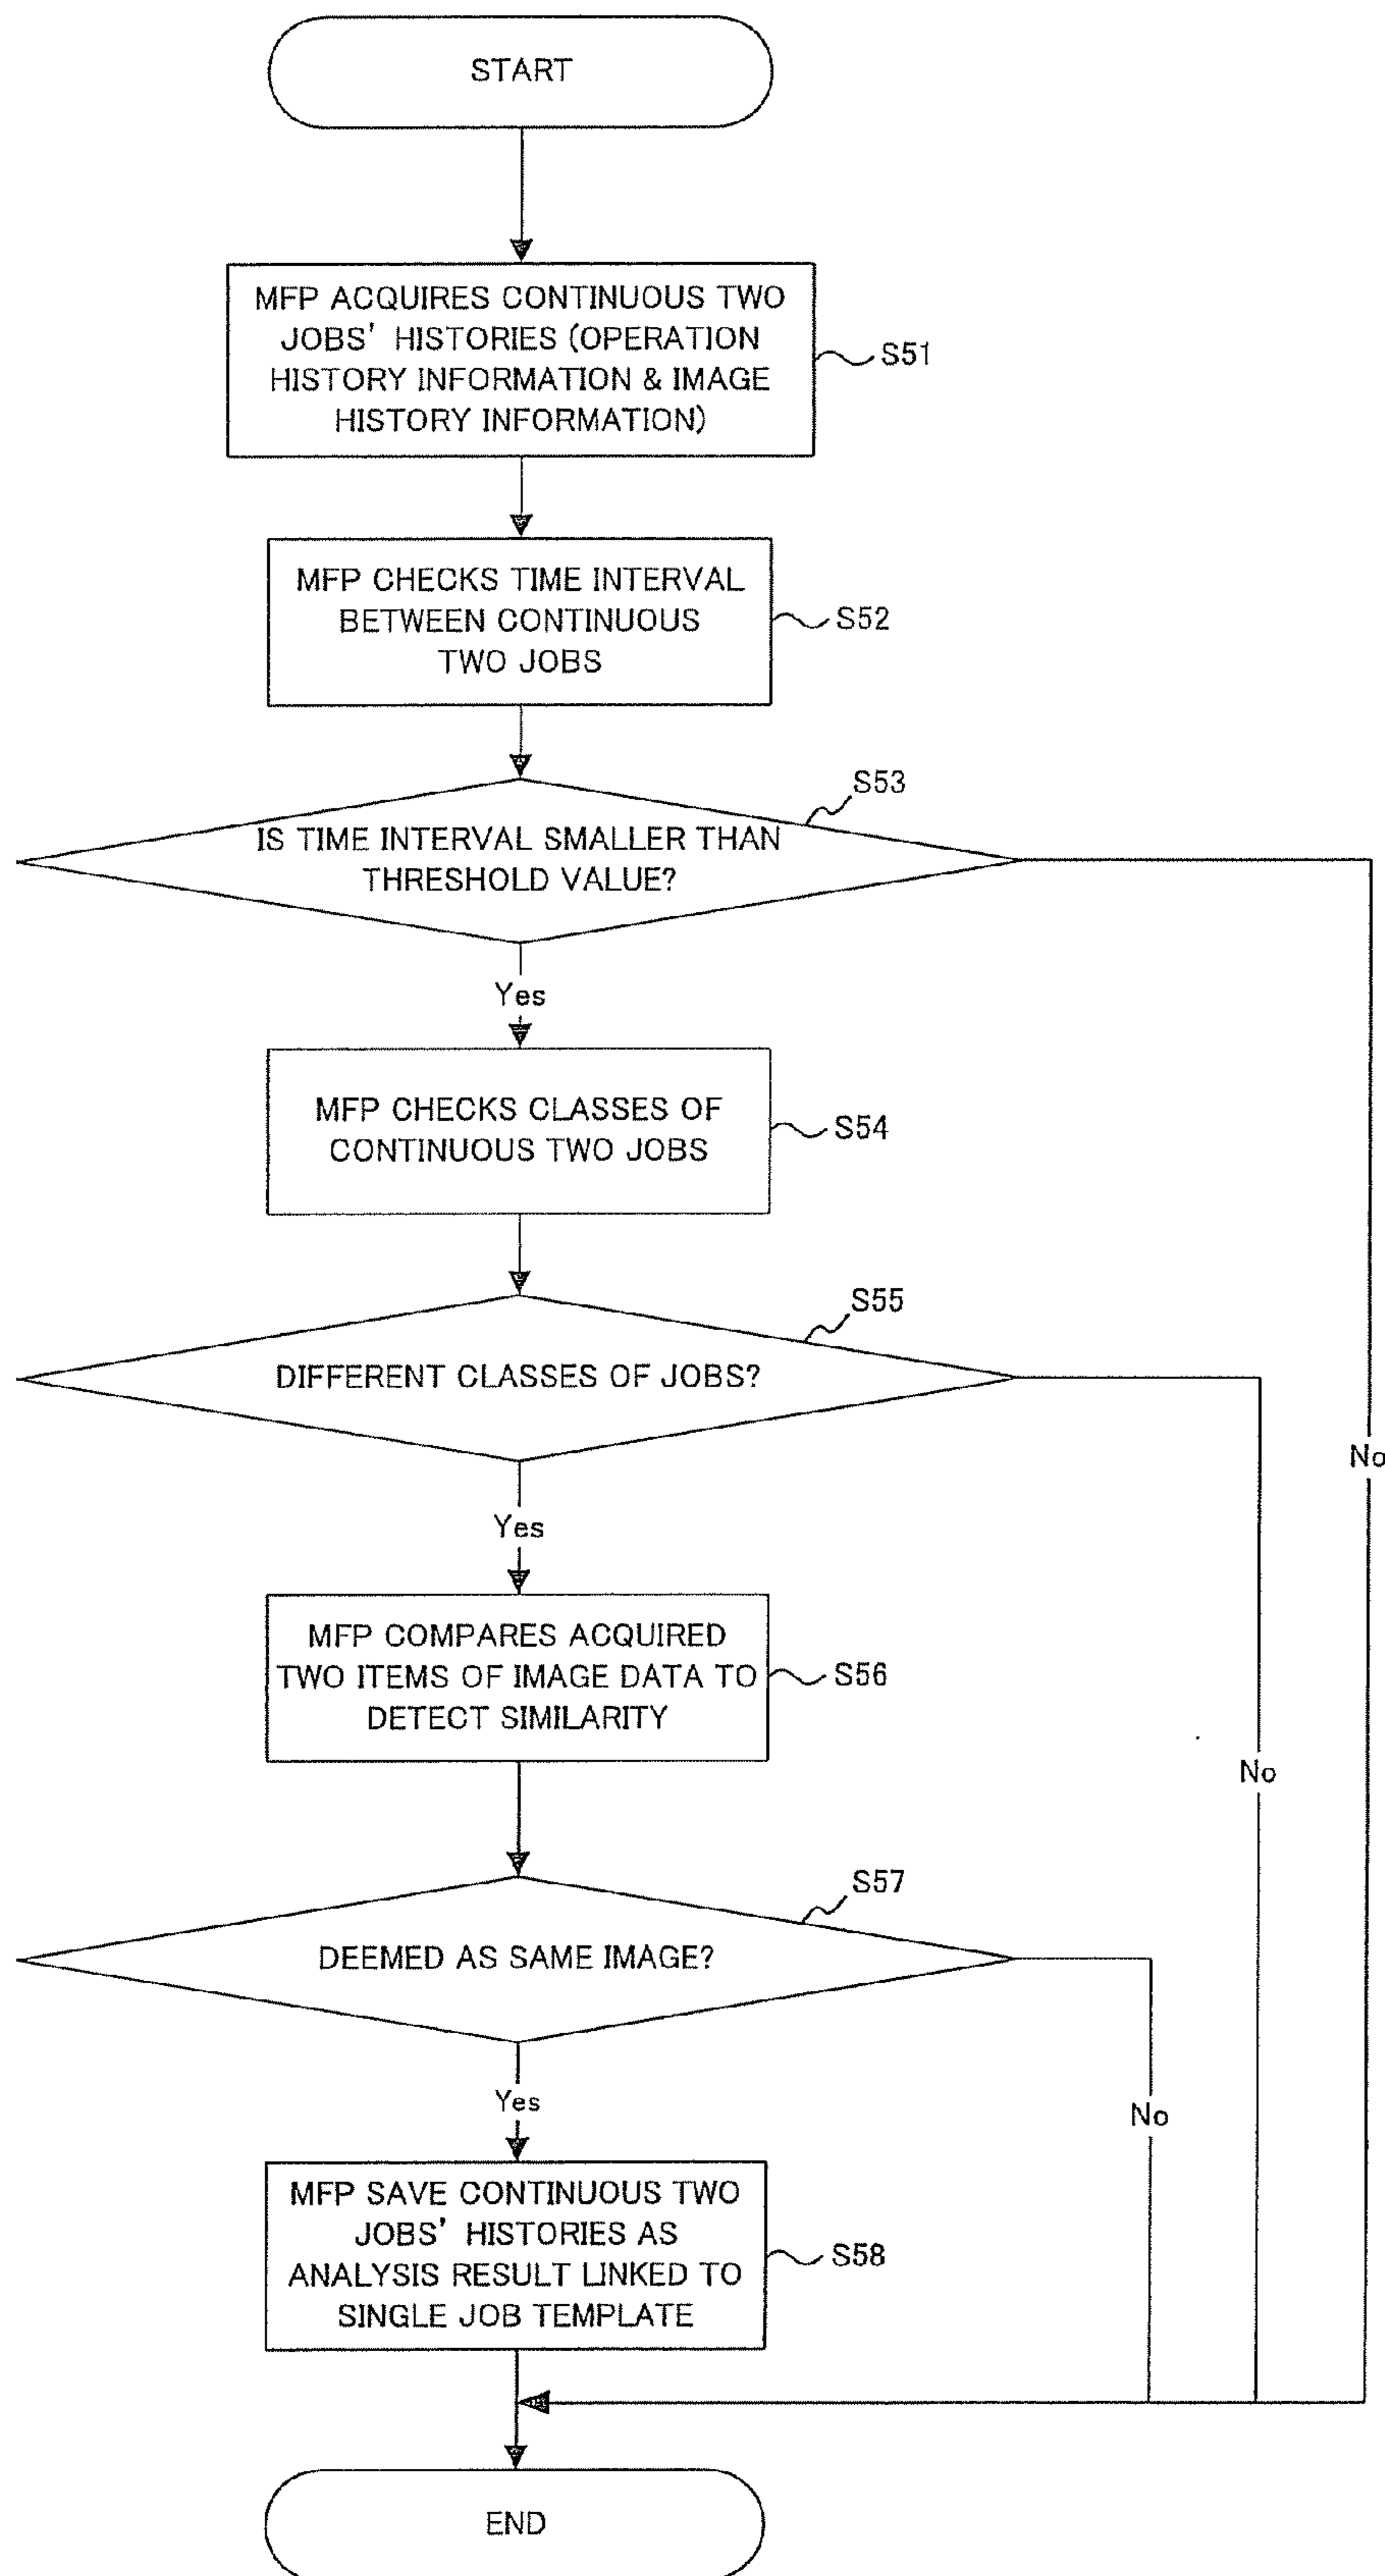 START
MFP ACQUIRES CONTINUOUS TWO
JOBS' HISTORIES (OPERATION
HISTORY INFORMATION & IMAGE
HISTORY INFORMATION)
S51
MFP CHECKS TIME INTERVAL
BETWEEN CONTINUOUS
TWO JOBS
S52
S53
IS TIME INTERVAL SMALLER THAN
THRESHOLD VALUE?
Yes
MFP CHECKS CLASSES OF
CONTINUOUS TWO JOBS
S54
S55
DIFFERENT CLASSES OF JOBS?
No
Yes
MFP COMPARES ACQUIRED
TWO ITEMS OF IMAGE DATA TO
DETECT SIMILARITY
S56
No
S57
DEEMED AS SAME IMAGE?
Yes
No
MFP SAVE CONTINUOUS TWO
JOBS' HISTORIES AS
ANALYSIS RESULT LINKED TO
SINGLE JOB TEMPLATE
S58
END